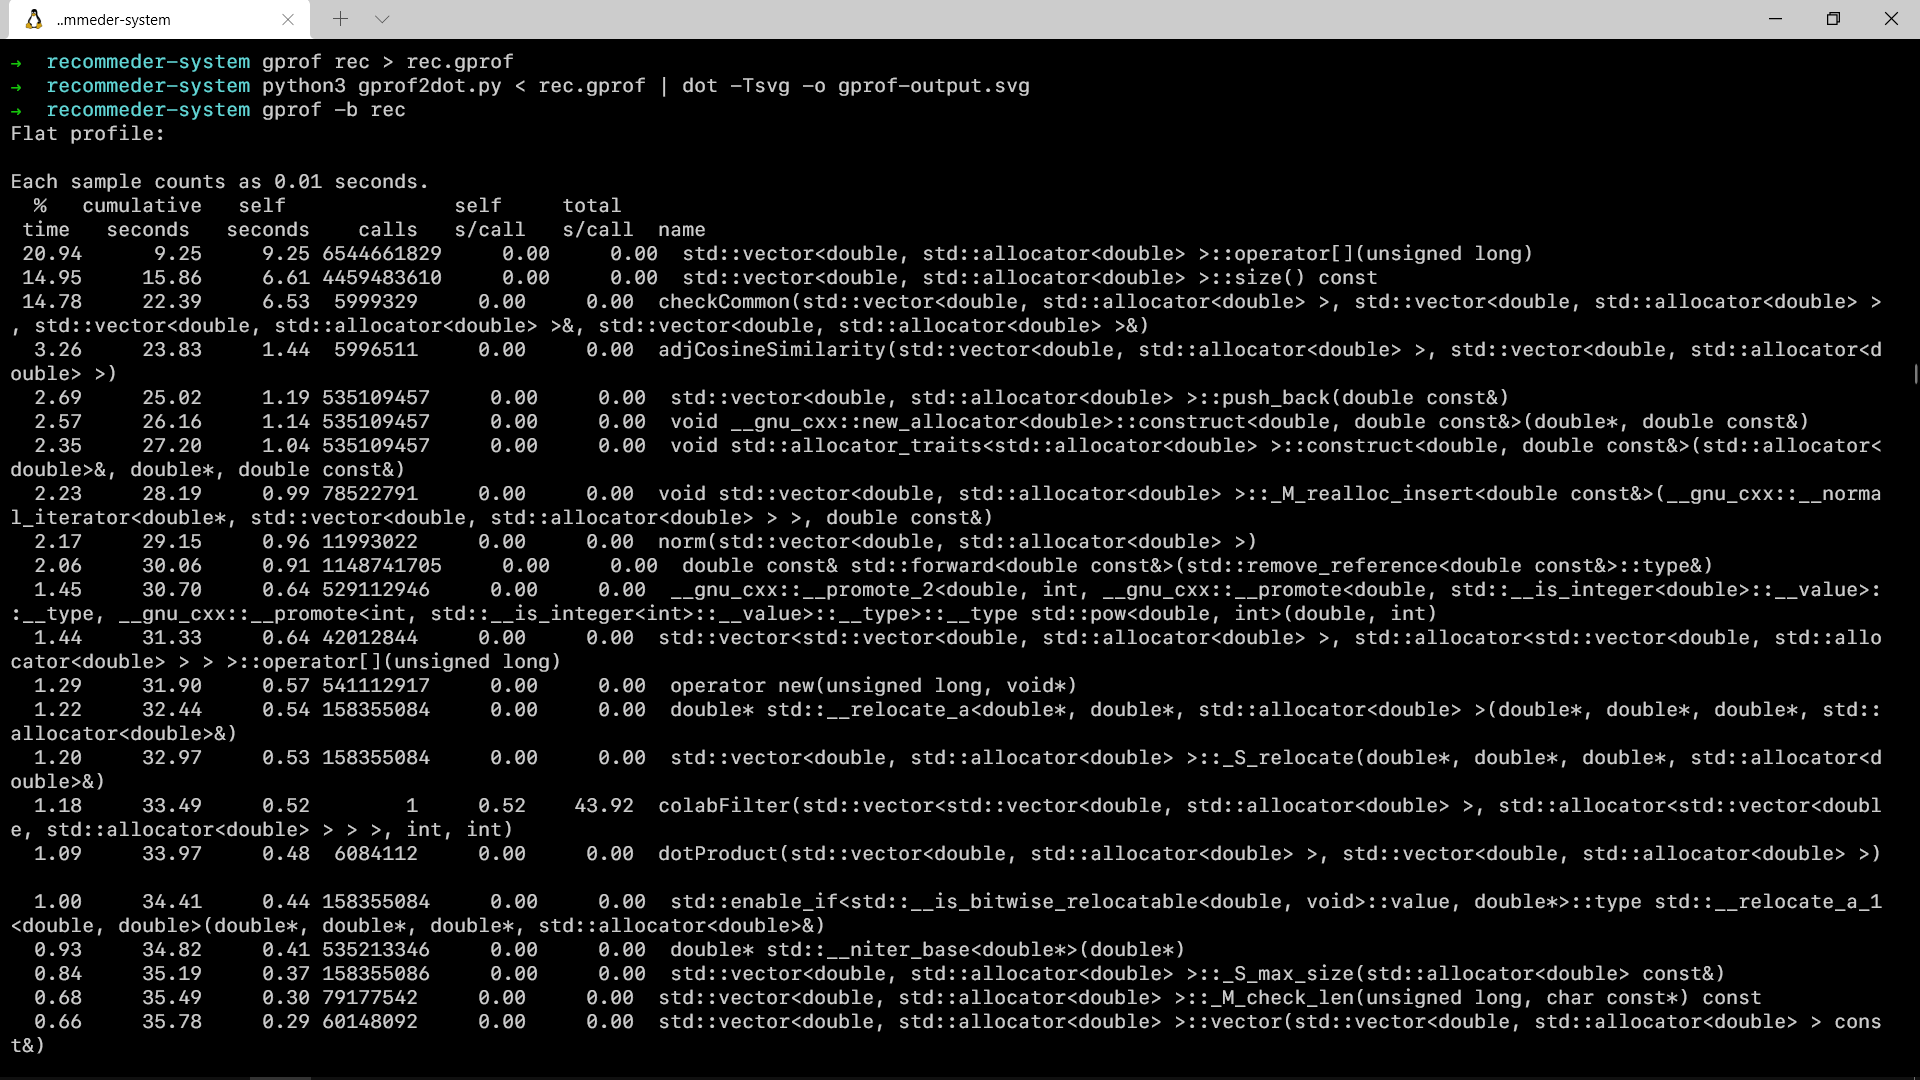 ..mmeder-system
→ recommeder-system gprof rec > rec.gprof
→ recommeder-system python3 gprof2dot.py < rec.gprof | dot -Tsvg -o gprof-output.svg
→ recommeder-system gprof -b rec
Flat profile:
Each sample counts as 0.01 seconds.
  %   cumulative   self              self     total
 time   seconds   seconds    calls   s/call   s/call  name
 20.94      9.25     9.25 6544661829     0.00     0.00  std::vector<double, std::allocator<double> >::operator[](unsigned long)
 14.95     15.86     6.61 4459483610     0.00     0.00  std::vector<double, std::allocator<double> >::size() const
 14.78     22.39     6.53  5999329     0.00     0.00  checkCommon(std::vector<double, std::allocator<double> >, std::vector<double, std::allocator<double> >
, std::vector<double, std::allocator<double> >&, std::vector<double, std::allocator<double> >&)
  3.26     23.83     1.44  5996511     0.00     0.00  adjCosineSimilarity(std::vector<double, std::allocator<double> >, std::vector<double, std::allocator<d
ouble> >)
  2.69     25.02     1.19 535109457     0.00     0.00  std::vector<double, std::allocator<double> >::push_back(double const&)
  2.57     26.16     1.14 535109457     0.00     0.00  void __gnu_cxx::new_allocator<double>::construct<double, double const&>(double*, double const&)
  2.35     27.20     1.04 535109457     0.00     0.00  void std::allocator_traits<std::allocator<double> >::construct<double, double const&>(std::allocator<
double>&, double*, double const&)
  2.23     28.19     0.99 78522791     0.00     0.00  void std::vector<double, std::allocator<double> >::_M_realloc_insert<double const&>(__gnu_cxx::__norma
l_iterator<double*, std::vector<double, std::allocator<double> > >, double const&)
  2.17     29.15     0.96 11993022     0.00     0.00  norm(std::vector<double, std::allocator<double> >)
  2.06     30.06     0.91 1148741705     0.00     0.00  double const& std::forward<double const&>(std::remove_reference<double const&>::type&)
  1.45     30.70     0.64 529112946     0.00     0.00  __gnu_cxx::__promote_2<double, int, __gnu_cxx::__promote<double, std::__is_integer<double>::__value>:
:__type, __gnu_cxx::__promote<int, std::__is_integer<int>::__value>::__type>::__type std::pow<double, int>(double, int)
  1.44     31.33     0.64 42012844     0.00     0.00  std::vector<std::vector<double, std::allocator<double> >, std::allocator<std::vector<double, std::allo
cator<double> > > >::operator[](unsigned long)
  1.29     31.90     0.57 541112917     0.00     0.00  operator new(unsigned long, void*)
  1.22     32.44     0.54 158355084     0.00     0.00  double* std::__relocate_a<double*, double*, std::allocator<double> >(double*, double*, double*, std::
allocator<double>&)
  1.20     32.97     0.53 158355084     0.00     0.00  std::vector<double, std::allocator<double> >::_S_relocate(double*, double*, double*, std::allocator<d
ouble>&)
  1.18     33.49     0.52        1     0.52    43.92  colabFilter(std::vector<std::vector<double, std::allocator<double> >, std::allocator<std::vector<doubl
e, std::allocator<double> > > >, int, int)
  1.09     33.97     0.48  6084112     0.00     0.00  dotProduct(std::vector<double, std::allocator<double> >, std::vector<double, std::allocator<double> >)
  1.00     34.41     0.44 158355084     0.00     0.00  std::enable_if<std::__is_bitwise_relocatable<double, void>::value, double*>::type std::__relocate_a_1
<double, double>(double*, double*, double*, std::allocator<double>&)
  0.93     34.82     0.41 535213346     0.00     0.00  double* std::__niter_base<double*>(double*)
  0.84     35.19     0.37 158355086     0.00     0.00  std::vector<double, std::allocator<double> >::_S_max_size(std::allocator<double> const&)
  0.68     35.49     0.30 79177542     0.00     0.00  std::vector<double, std::allocator<double> >::_M_check_len(unsigned long, char const*) const
  0.66     35.78     0.29 60148092     0.00     0.00  std::vector<double, std::allocator<double> >::vector(std::vector<double, std::allocator<double> > cons
t&)